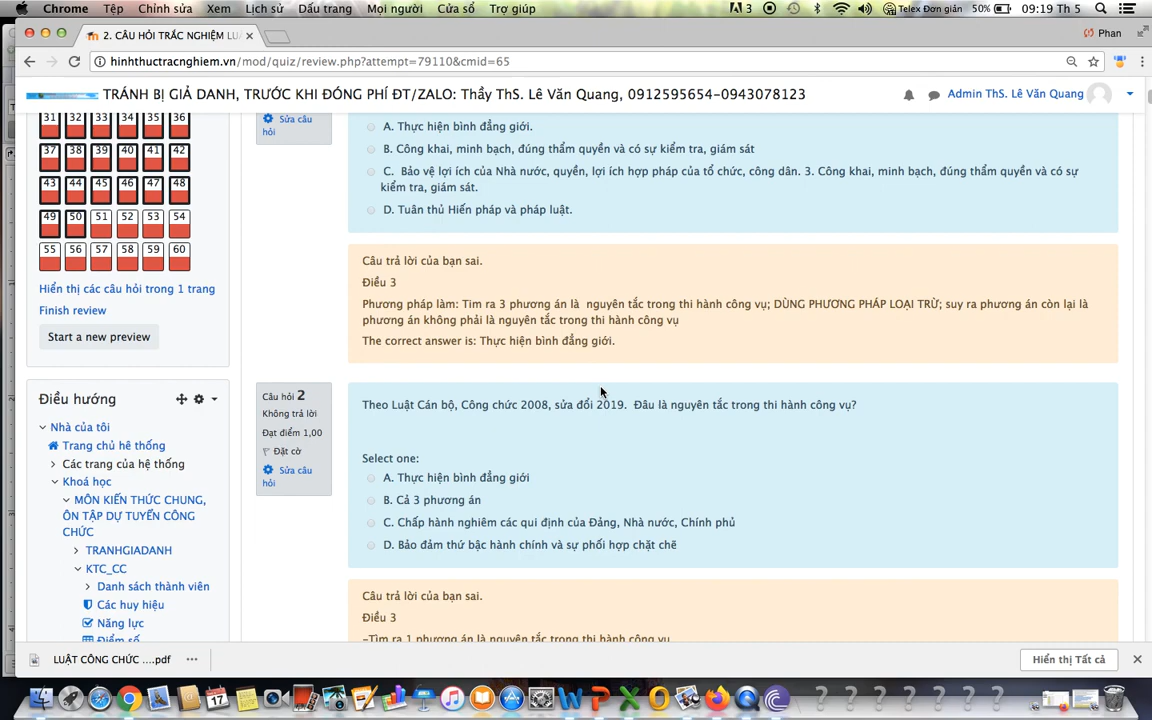 Chrome Tệp Chỉnh sửa Xem Lịch sử Dấu trang Mọi người Cửa sổ Trợ giúp 3 Telex Đơn giản 50% 09:19 Th 5
2. CÂU HỎI TRẮC NGHIỆM LU
Phan
hinhthuctracnghiem.vn/mod/quiz/review.php?attempt=79110&cmid=65
TRÁNH BỊ GIẢ DANH, TRƯỚC KHI ĐÓNG PHÍ ĐT/ZALO: Thầy ThS. Lê Văn Quang, 0912595654-0943078123
Admin ThS. Lê Văn Quang
31 32 33 34 35 36
37 38 39 40 41 42
43 44 45 46 47 48
49 50 51 52 53 54
55 56 57 58 59 60
Hiển thị các câu hỏi trong 1 trang
Finish review
Start a new preview
Điều hướng
Nhà của tôi
Trang chủ hệ thống
Các trang của hệ thống
Khoá học
MÔN KIẾN THỨC CHUNG,
ÔN TẬP DỰ TUYỂN CÔNG
CHỨC
TRANHGIADANH
KTC_CC
Danh sách thành viên
Các huy hiệu
Năng lực
Điểm số
Sửa câu
hỏi
A. Thực hiện bình đẳng giới.
B. Công khai, minh bạch, đúng thẩm quyền và có sự kiểm tra, giám sát
C. Bảo vệ lợi ích của Nhà nước, quyền, lợi ích hợp pháp của tổ chức, công dân. 3. Công khai, minh bạch, đúng thẩm quyền và có sự
kiểm tra, giám sát.
D. Tuân thủ Hiến pháp và pháp luật.
Câu trả lời của bạn sai.
Điều 3
Phương pháp làm: Tìm ra 3 phương án là nguyên tắc trong thi hành công vụ; DÙNG PHƯƠNG PHÁP LOẠI TRỪ; suy ra phương án còn lại là
phương án không phải là nguyên tắc trong thi hành công vụ
The correct answer is: Thực hiện bình đẳng giới.
Câu hỏi 2
Không trả lời
Đạt điểm 1,00
Đặt cờ
Sửa câu
hỏi
Theo Luật Cán bộ, Công chức 2008, sửa đổi 2019. Đâu là nguyên tắc trong thi hành công vụ?
Select one:
A. Thực hiện bình đẳng giới
B. Cả 3 phương án
C. Chấp hành nghiêm các qui định của Đảng, Nhà nước, Chính phủ
D. Bảo đảm thứ bậc hành chính và sự phối hợp chặt chẽ
Câu trả lời của bạn sai.
Điều 3
-Tìm ra 1 phương án là nguyên tắc trong thi hành công vụ
LUẬT CÔNG CHỨC ....pdf
Hiển thị Tất cả